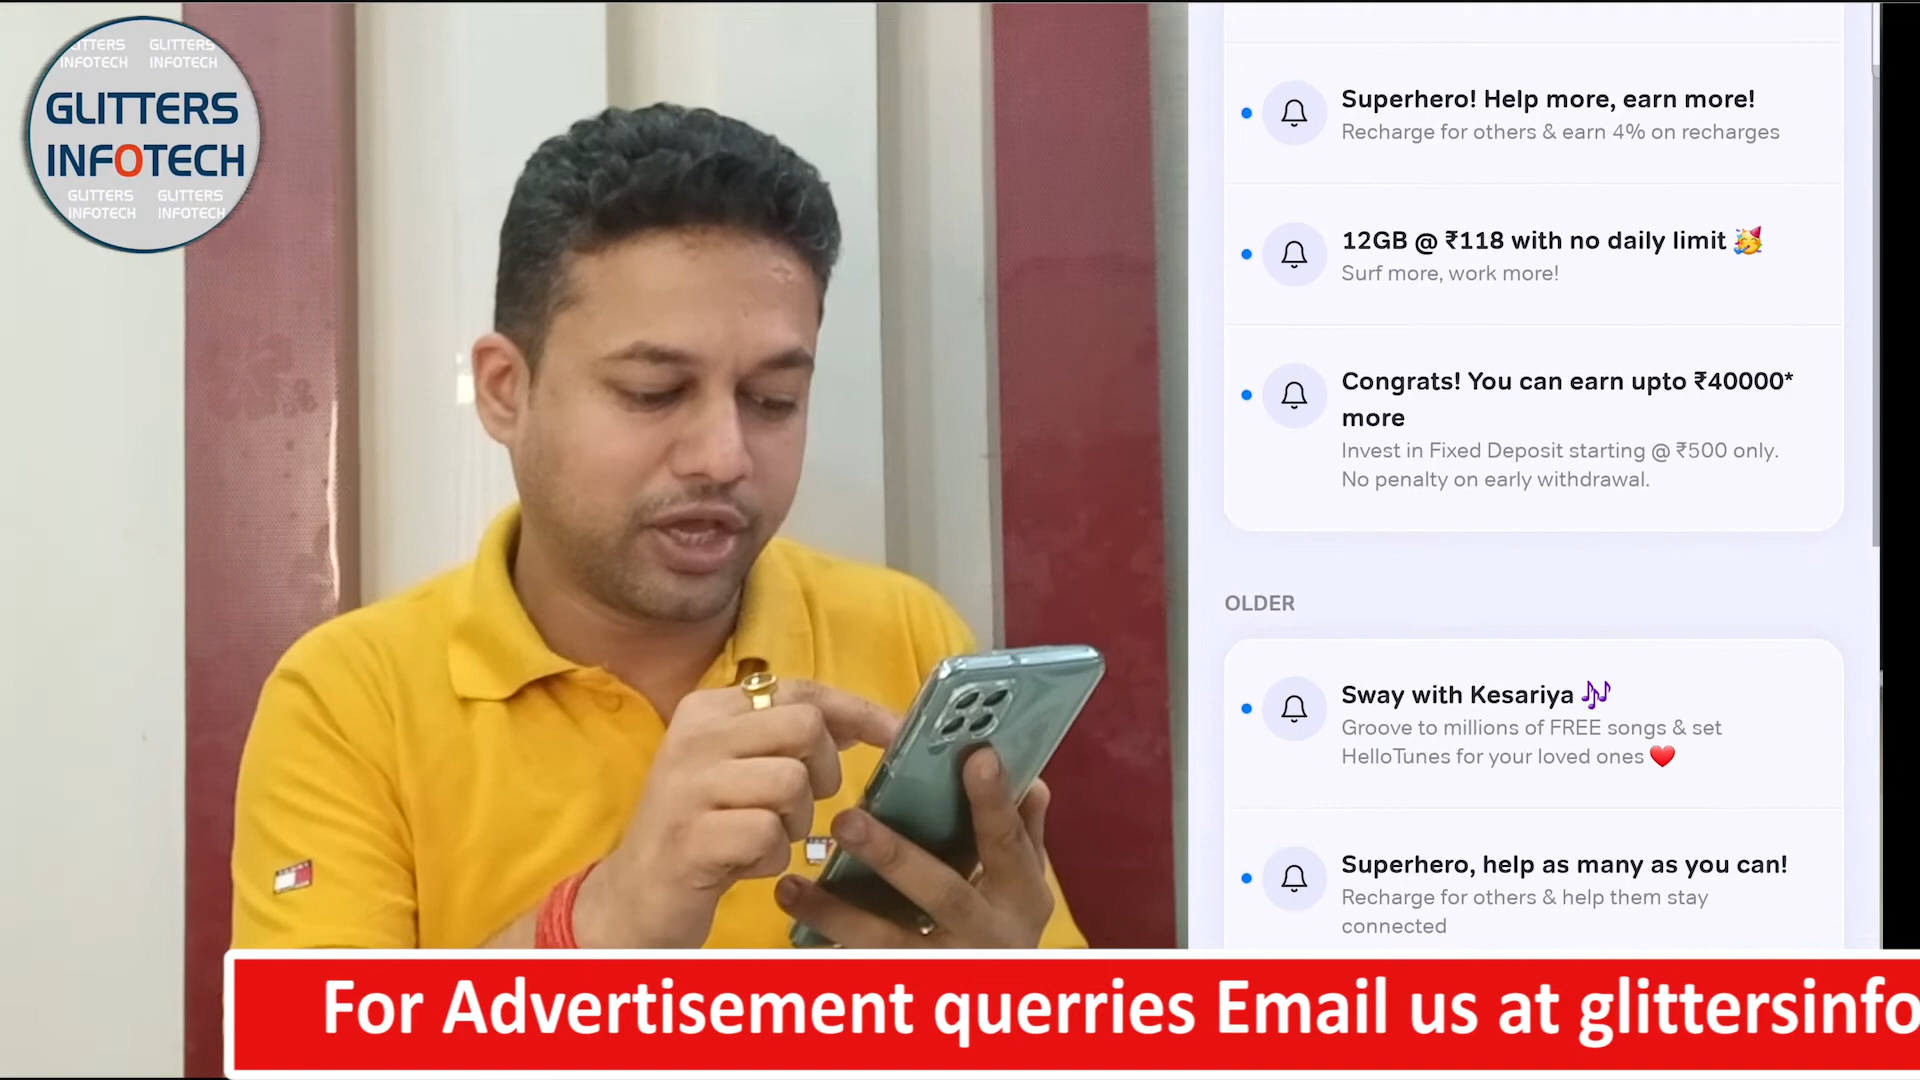 GLITTERS GLITTERS
INFOTECH INFOTECH
GLITTERS
INFOTECH
GLITTERS GLITTERS
INFOTECH INFOTECH
Superhero! Help more, earn more!
Recharge for others & earn 4% on recharges
12GB @ ₹118 with no daily limit 🥳
Surf more, work more!
Congrats! You can earn upto ₹40000*
more
Invest in Fixed Deposit starting @ ₹500 only.
No penalty on early withdrawal.
OLDER
Sway with Kesariya 🎶
Groove to millions of FREE songs & set
HelloTunes for your loved ones ❤️
Superhero, help as many as you can!
Recharge for others & help them stay
connected
For Advertisement querries Email us at glittersinfo